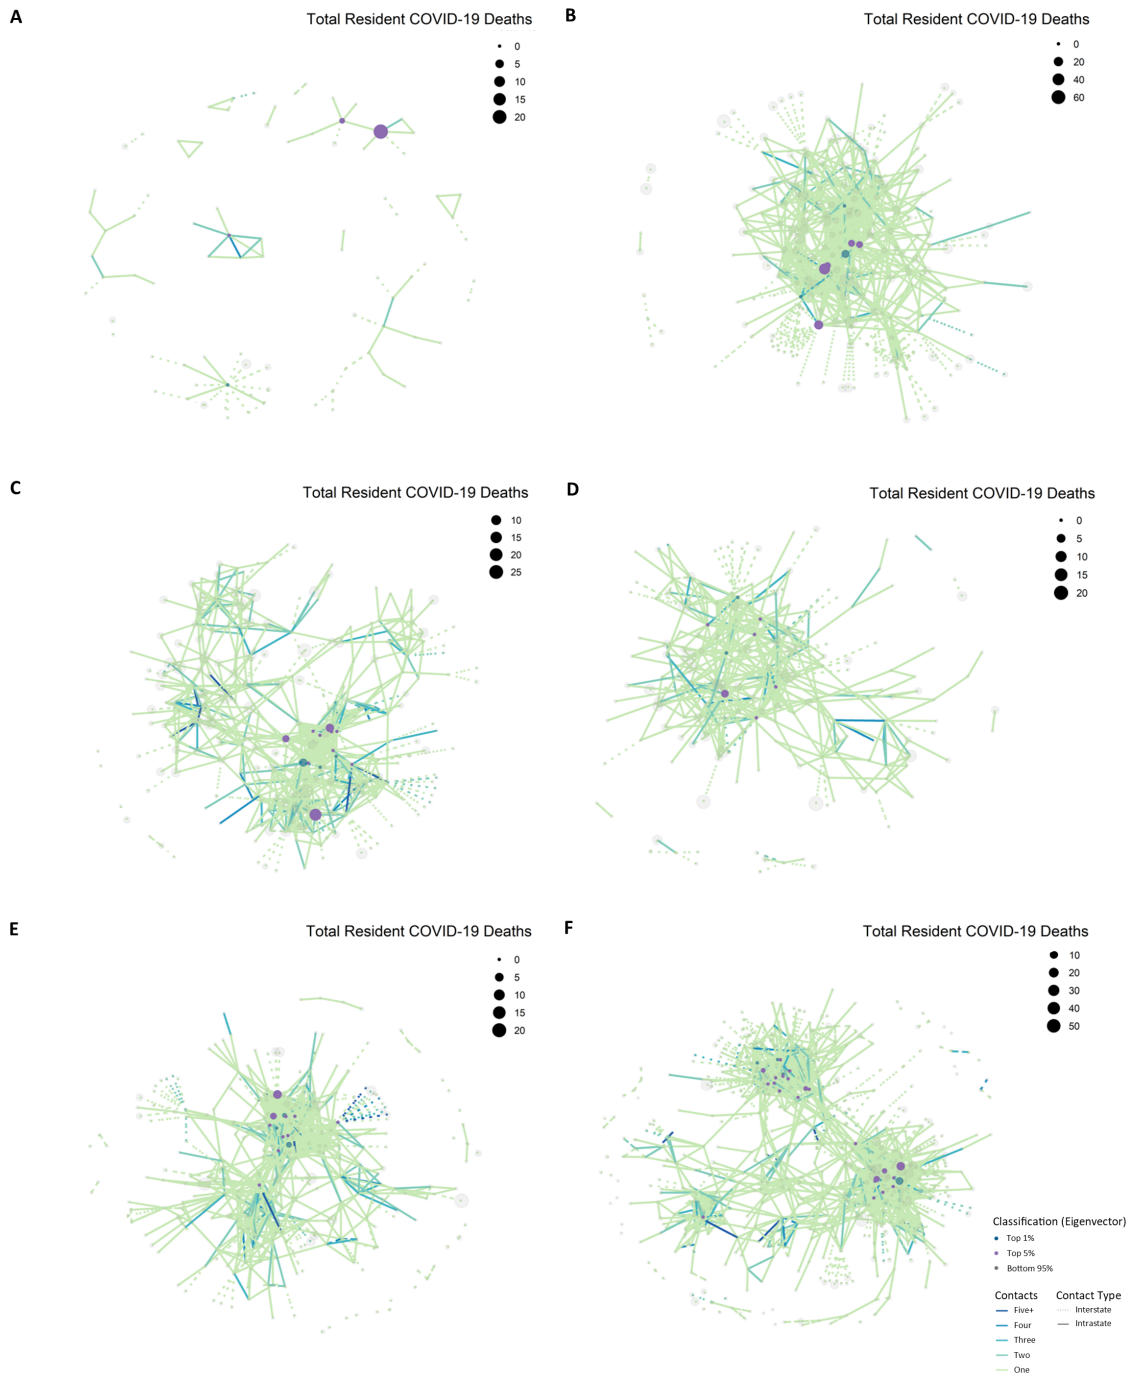 A
Total Resident COVID-19 Deaths
0
5
10
15
20
B
Total Resident COVID-19 Deaths
0
20
40
60
C
Total Resident COVID-19 Deaths
10
15
20
25
D
Total Resident COVID-19 Deaths
0
5
10
15
20
E
Total Resident COVID-19 Deaths
0
5
10
15
20
F
Total Resident COVID-19 Deaths
10
20
30
40
50
Classification (Eigenvector)
Top 1%
Top 5%
Bottom 95%
Contacts
Five+
Four
Three
Two
One
Contact Type
Interstate
Intrastate